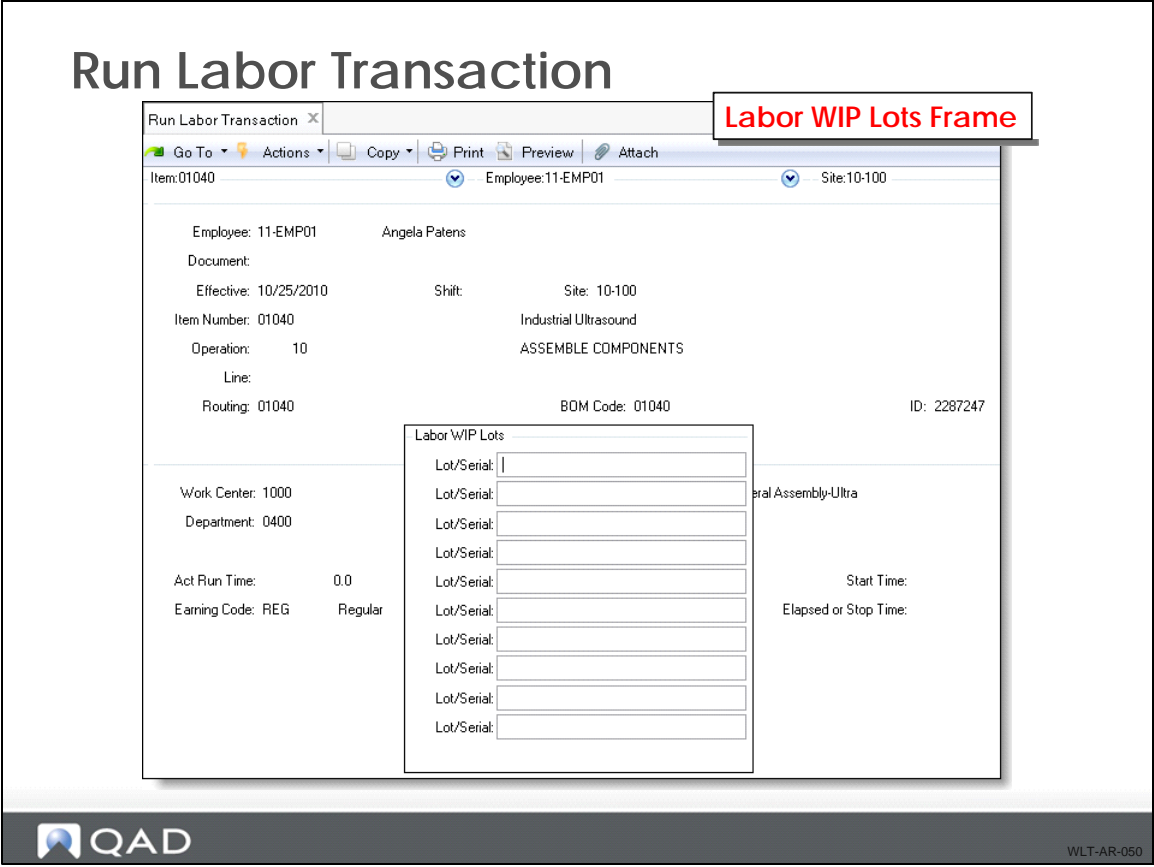 Run Labor Transaction
Labor WIP Lots Frame
Run Labor Transaction
Go To Actions Copy Print Preview Attach
Item:01040 Employee:11-EMP01 Site:10-100
Employee: 11-EMP01 Angela Patens
Document:
Effective: 10/25/2010 Shift: Site: 10-100
Item Number: 01040 Industrial Ultrasound
Operation: 10 ASSEMBLE COMPONENTS
Line:
Routing: 01040 BOM Code: 01040 ID: 2287247
Labor WIP Lots
Lot/Serial:
Work Center: 1000 Lot/Serial: eral Assembly-Ultra
Department: 0400 Lot/Serial:
Lot/Serial:
Act Run Time: 0.0 Lot/Serial: Start Time:
Earning Code: REG Regular Lot/Serial: Elapsed or Stop Time:
Lot/Serial:
Lot/Serial:
Lot/Serial:
Lot/Serial:
QAD
WLT-AR-050